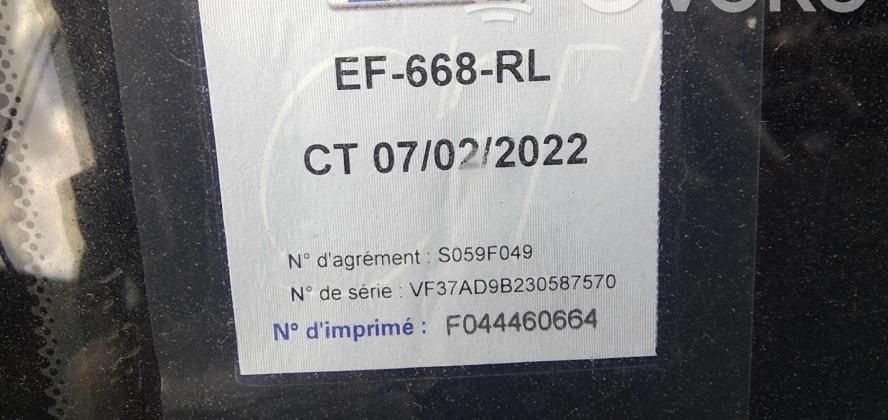 EF-668-RL
CT 07/02/2022
N° d'agrément : S059F049
N° de série : VF37AD9B230587570
N° d'imprimé : F044460664